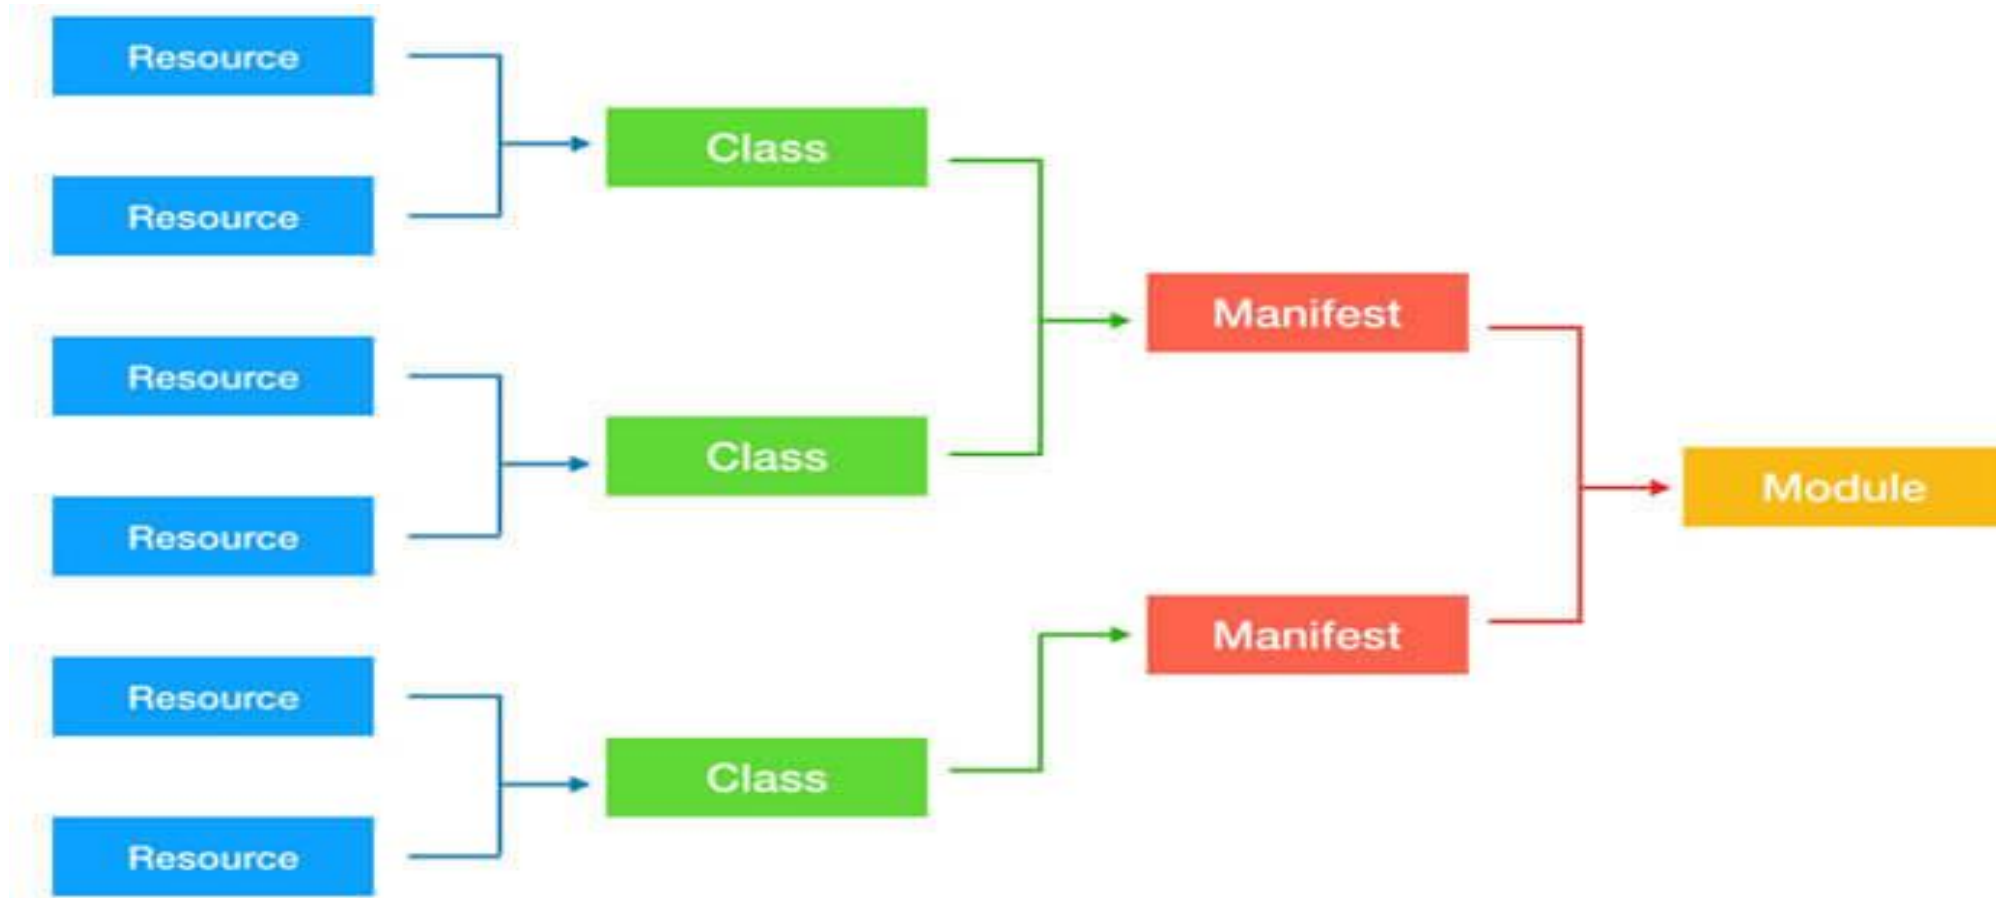 Resource
Resource
Resource
Resource
Resource
Resource
Class
Class
Class
Manifest
Manifest
Module